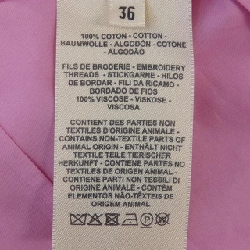 36
100% COTON - COTTON
BAUMWOLLE - ALGODÓN - COTONE
ALGODÃO
FILS DE BRODERIE - EMBROIDERY
THREADS - STICKGARNE - HILOS
DE BORDAR - FILI DA RICAMO -
BORDADO DE FIOS
100% VISCOSE - VISKOSE -
VISCOSA
CONTIENT DES PARTIES NON
TEXTILES D'ORIGINE ANIMALE -
CONTAINS NON-TEXTILE PARTS OF
ANIMAL ORIGIN - ENTHÄLT NICHT
TEXTILE TEILE TIERISCHER
HERKUNFT - CONTIENE PARTES NO
TEXTILES DE ORIGEN ANIMAL -
CONTIENE PARTI NON TESSILI DI
ORIGINE ANIMALE - CONTÉM
ELEMENTOS NÃO-TÊXTEIS DE
ORIGEM ANIMAL